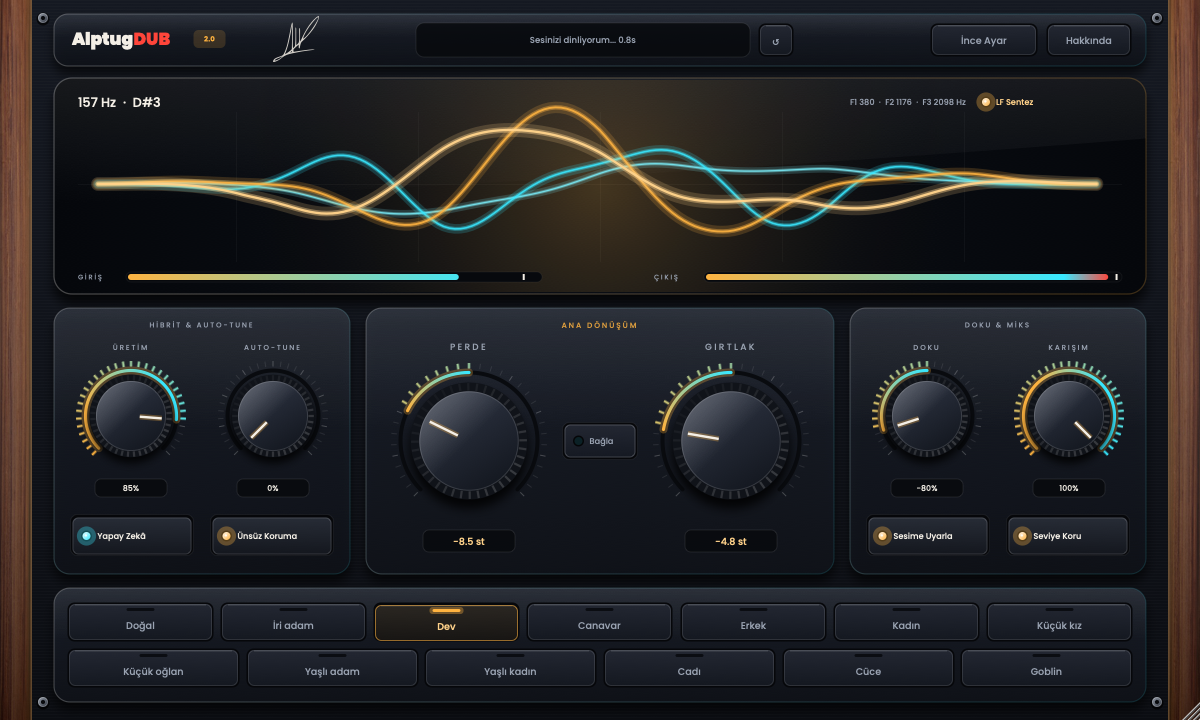 AlptugDUB 2.0 Sesinizi dinliyorum... 0.8s ↺ İnce Ayar Hakkında
157 Hz · D#3 F1 380 · F2 1176 · F3 2098 Hz LF Sentez
GİRİŞ ÇIKIŞ
HİBRİT & AUTO-TUNE
ÜRETİM AUTO-TUNE
85% 0%
Yapay Zekâ Ünsüz Koruma
ANA DÖNÜŞÜM
PERDE GIRTLAK
Bağla
-8.5 st -4.8 st
DOKU & MİKS
DOKU KARIŞIM
-80% 100%
Sesime Uyarla Seviye Koru
Doğal İri adam Dev Canavar Erkek Kadın Küçük kız
Küçük oğlan Yaşlı adam Yaşlı kadın Cadı Cüce Goblin